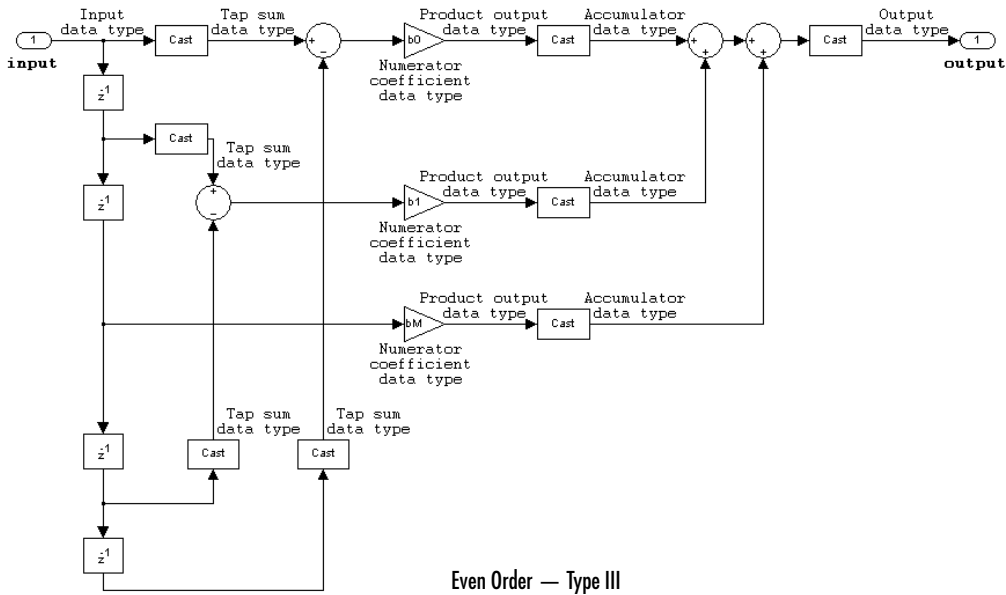 Input
data type
Tap sum
data type
Product output
data type
Accumulator
data type
Output
data type
1
input
Cast
+
−
b0
Cast
+
+
+
+
Cast
1
output
Numerator
coefficient
data type
z-1
Cast
Tap sum
data type
z-1
+
−
Product output
data type
Accumulator
data type
b1
Cast
Numerator
coefficient
data type
Product output
data type
Accumulator
data type
bM
Cast
Numerator
coefficient
data type
Tap sum
data type
Tap sum
data type
z-1
Cast
Cast
z-1
Even Order — Type III